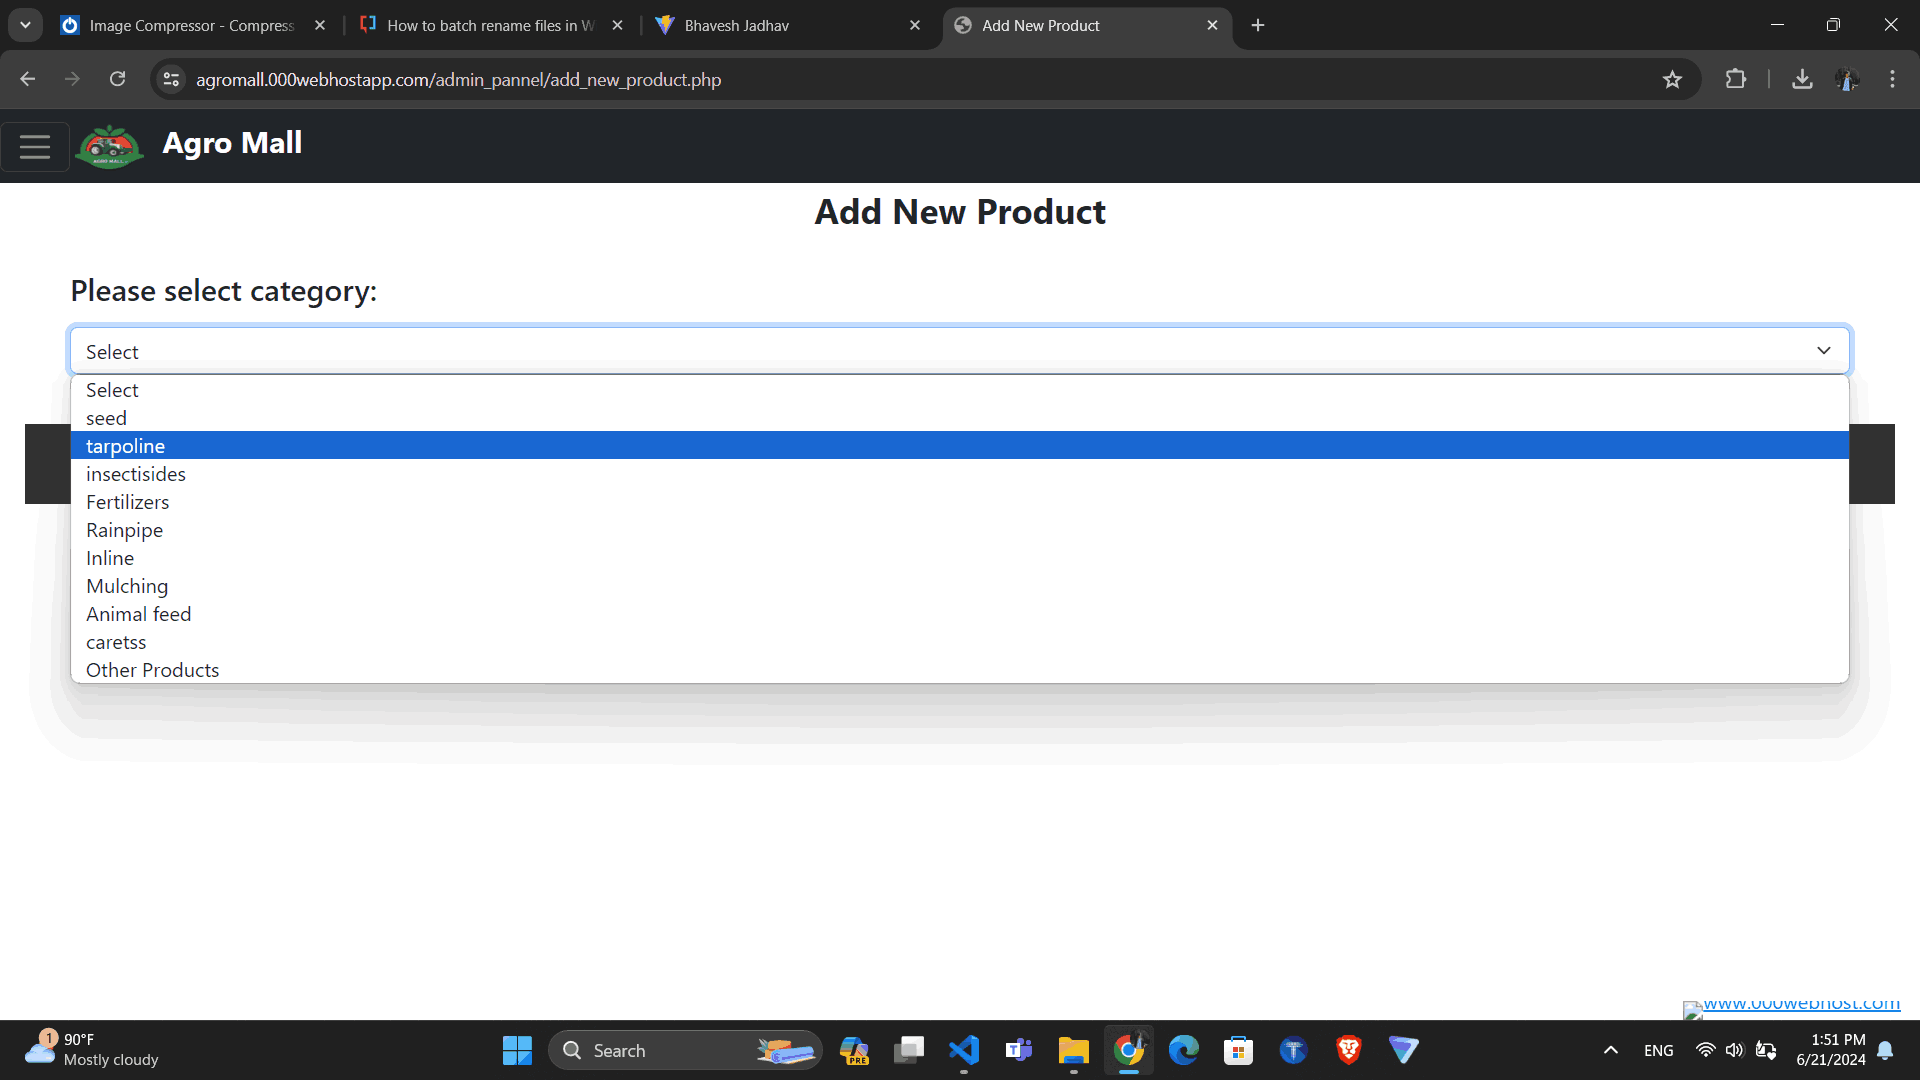 Image Compressor - Compress
How to batch rename files in W
Bhavesh Jadhav
Add New Product
agromall.000webhostapp.com/admin_pannel/add_new_product.php
AGRO MALL
Agro Mall
Add New Product
Please select category:
Select
Select
seed
tarpoline
insectisides
Fertilizers
Rainpipe
Inline
Mulching
Animal feed
caretss
Other Products
www.000webhost.com
1
90°F
Mostly cloudy
Search
PRE
T
T
ENG
1:51 PM
6/21/2024